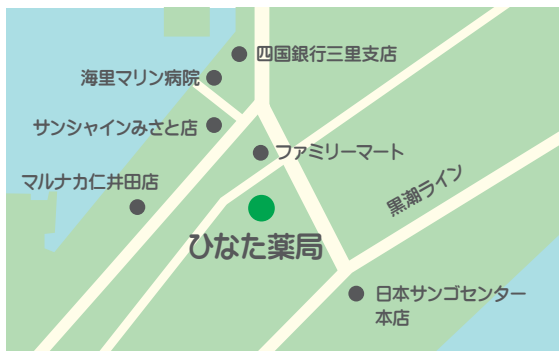 四国銀行三里支店
海里マリン病院
サンシャインみさと店
ファミリーマート
マルナカ仁井田店
黒潮ライン
ひなた薬局
日本サンゴセンター
本店